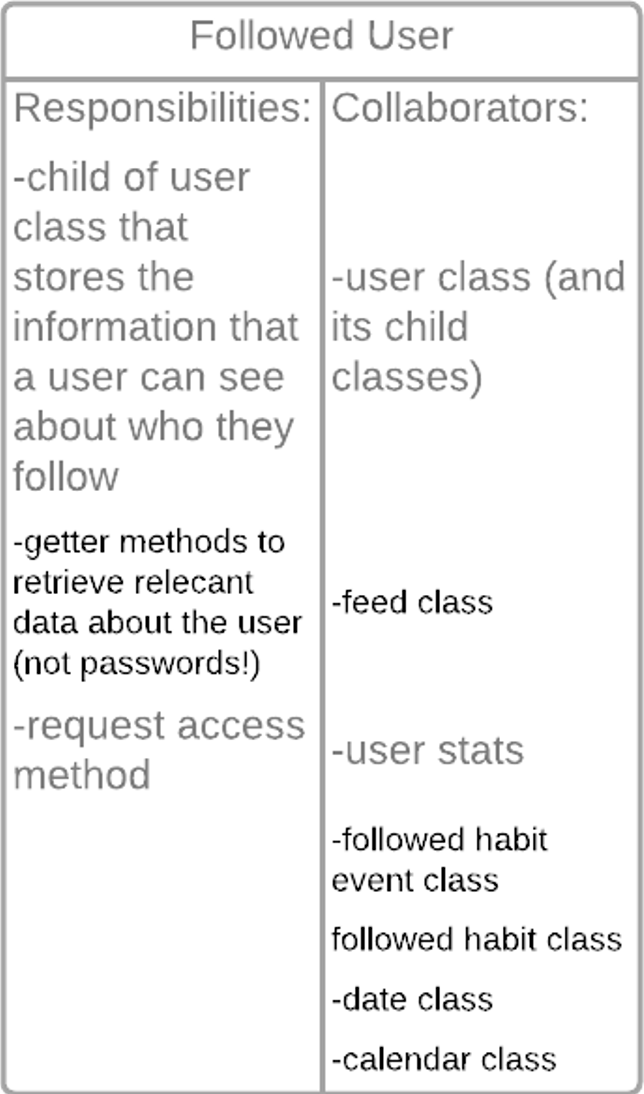 Followed User
Responsibilities:
-child of user
class that
stores the
information that
a user can see
about who they
follow
-getter methods to
retrieve relecant
data about the user
(not passwords!)
-request access
method
Collaborators:
-user class (and
its child
classes)
-feed class
-user stats
-followed habit
event class
followed habit class
-date class
-calendar class